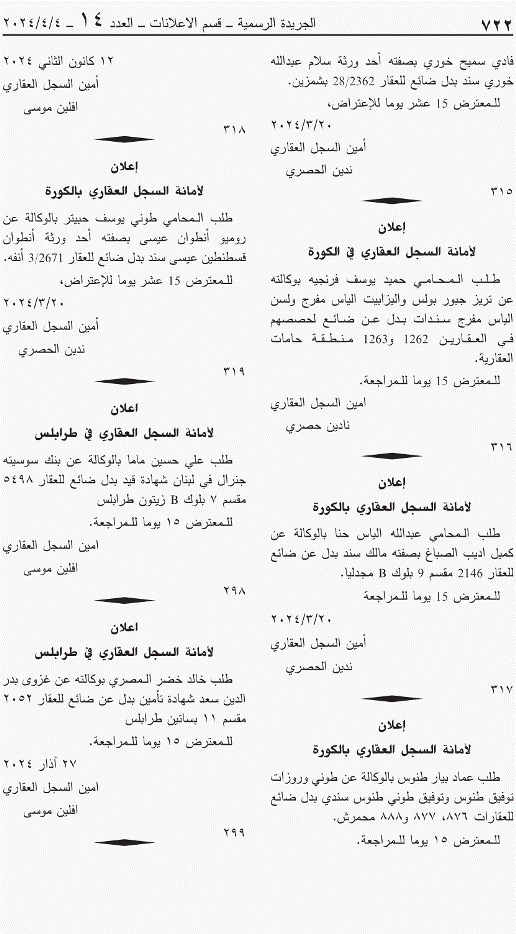 ٧٢٢ الجريدة الرسمية ـ قسم الاعلانات ـ العدد ١٤ ـ ٢٠٢٤/٤/٤
فادي سميح خوري بصفته أحد ورثة سلام عبدالله
خوري سند بدل ضائع للعقار 28/2362 بشمزين.
للمعترض 15 عشر يوما للإعتراض،
٢٠٢٤/٣/٢٠
أمين السجل العقاري
ندين الحصري
٣١٥
إعلان
لأمانة السجل العقاري في الكورة
طلب المحامي حميد يوسف فرنجيه بوكالته
عن تريز جبور بولس واليزابيت الياس مفرج ولسن
الياس مفرج سندات بدل عن ضائع لحصصهم
في العقارين 1262 و1263 منطقة حامات
العقارية.
للمعترض 15 يوما للمراجعة.
امين السجل العقاري
نادين حصري
٣١٦
إعلان
لأمانة السجل العقاري بالكورة
طلب المحامي عبدالله الياس حنا بالوكالة عن
كميل اديب الصباغ بصفته مالك سند بدل عن ضائع
للعقار 2146 مقسم 9 بلوك B مجدليا.
للمعترض 15 يوما للمراجعة
٢٠٢٤/٣/٢٠
أمين السجل العقاري
ندين الحصري
٣١٧
إعلان
لأمانة السجل العقاري بالكورة
طلب عماد بيار طنوس بالوكالة عن طوني وروزات
توفيق طنوس وتوفيق طوني طنوس سندي بدل ضائع
للعقارات ٨٧٦، ٨٧٧ و٨٨٨ محمرش.
للمعترض ١٥ يوما للمراجعة.
١٢ كانون الثاني ٢٠٢٤
أمين السجل العقاري
افلين موسى
٣١٨
إعلان
لأمانة السجل العقاري بالكورة
طلب المحامي طوني يوسف حبيتر بالوكالة عن
روميو أنطوان عيسى بصفته أحد ورثة أنطوان
قسطنطين عيسى سند بدل ضائع للعقار 3/2671 أنفه.
للمعترض 15 عشر يوما للإعتراض،
٢٠٢٤/٣/٢٠
أمين السجل العقاري
ندين الحصري
٣١٩
اعلان
لأمانة السجل العقاري في طرابلس
طلب علي حسين ماما بالوكالة عن بنك سوسيته
جنرال في لبنان شهادة قيد بدل ضائع للعقار ٥٤٩٨
مقسم ٧ بلوك B زيتون طرابلس
للمعترض ١٥ يوما للمراجعة.
امين السجل العقاري
افلين موسى
٢٩٨
اعلان
لأمانة السجل العقاري في طرابلس
طلب خالد خضر المصري بوكالته عن غزوى بدر
الدين سعد شهادة تأمين بدل عن ضائع للعقار ٢٠٥٢
مقسم ١١ بساتين طرابلس
للمعترض ١٥ يوما للمراجعة.
٢٧ آذار ٢٠٢٤
امين السجل العقاري
افلين موسى
٢٩٩